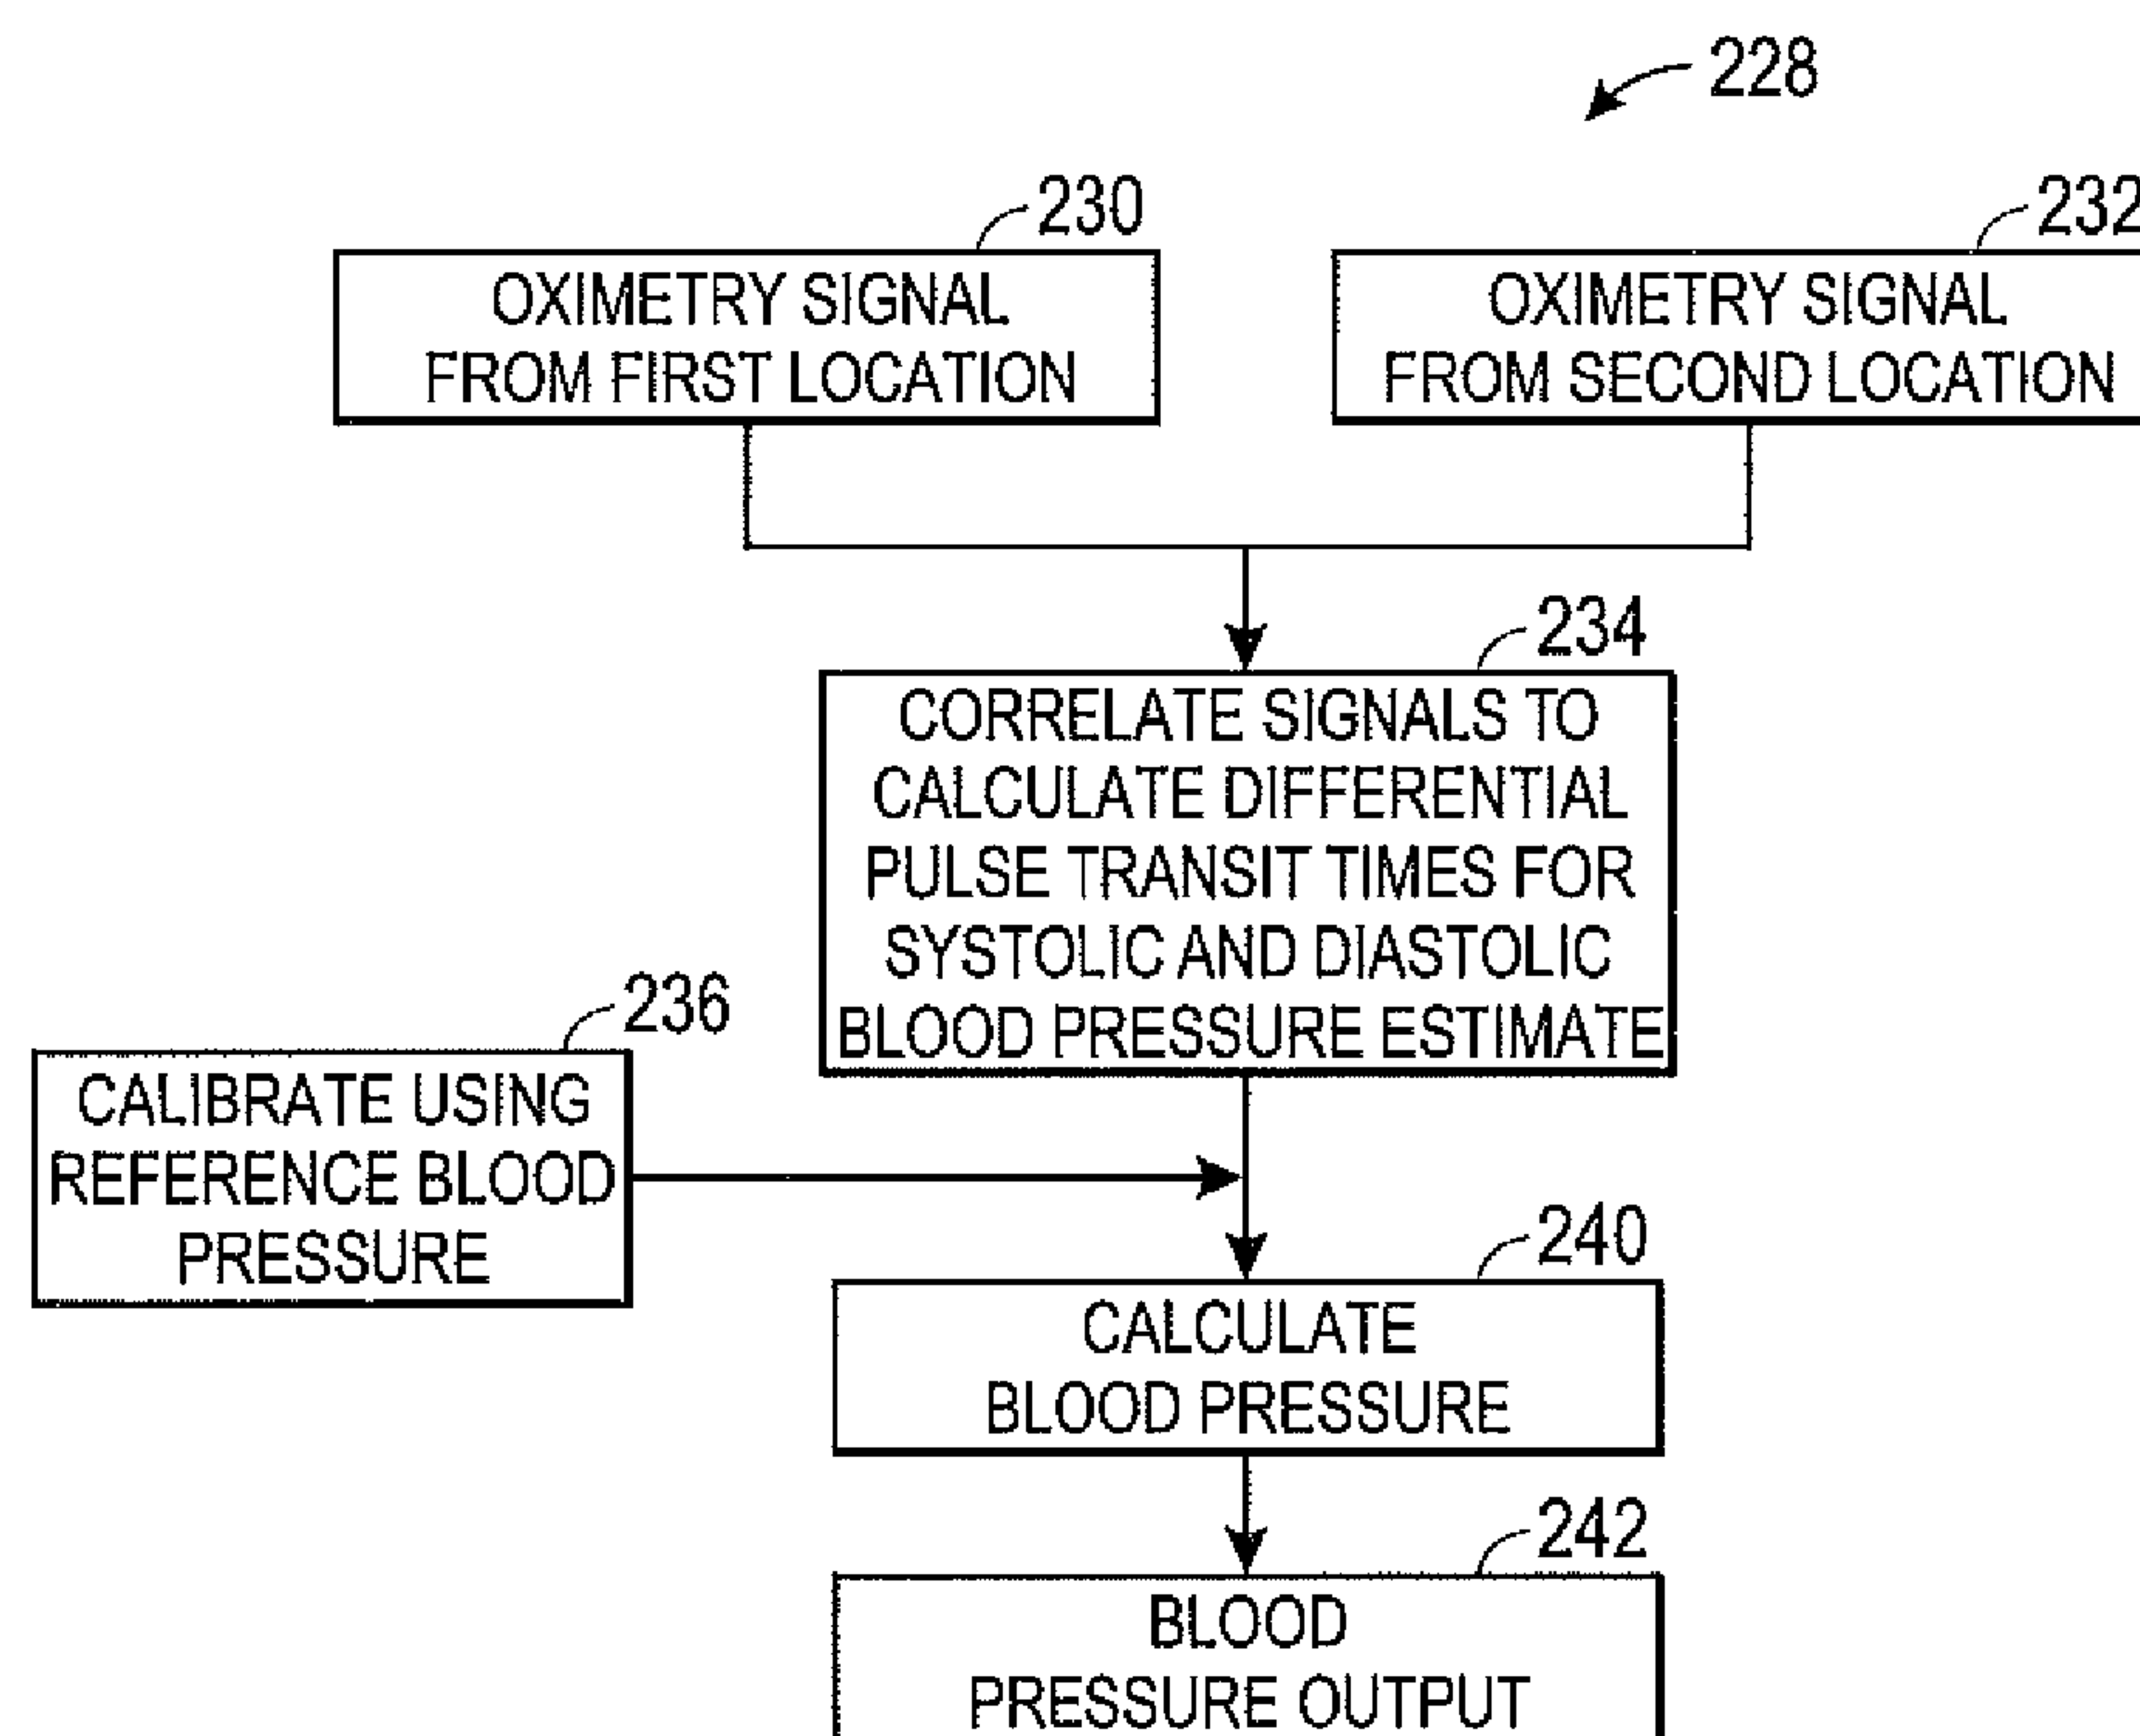 228
230
OXIMETRY SIGNAL
FROM FIRST LOCATION
232
OXIMETRY SIGNAL
FROM SECOND LOCATION
234
CORRELATE SIGNALS TO
CALCULATE DIFFERENTIAL
PULSE TRANSIT TIMES FOR
SYSTOLIC AND DIASTOLIC
BLOOD PRESSURE ESTIMATE
236
CALIBRATE USING
REFERENCE BLOOD
PRESSURE
240
CALCULATE
BLOOD PRESSURE
242
BLOOD
PRESSURE OUTPUT